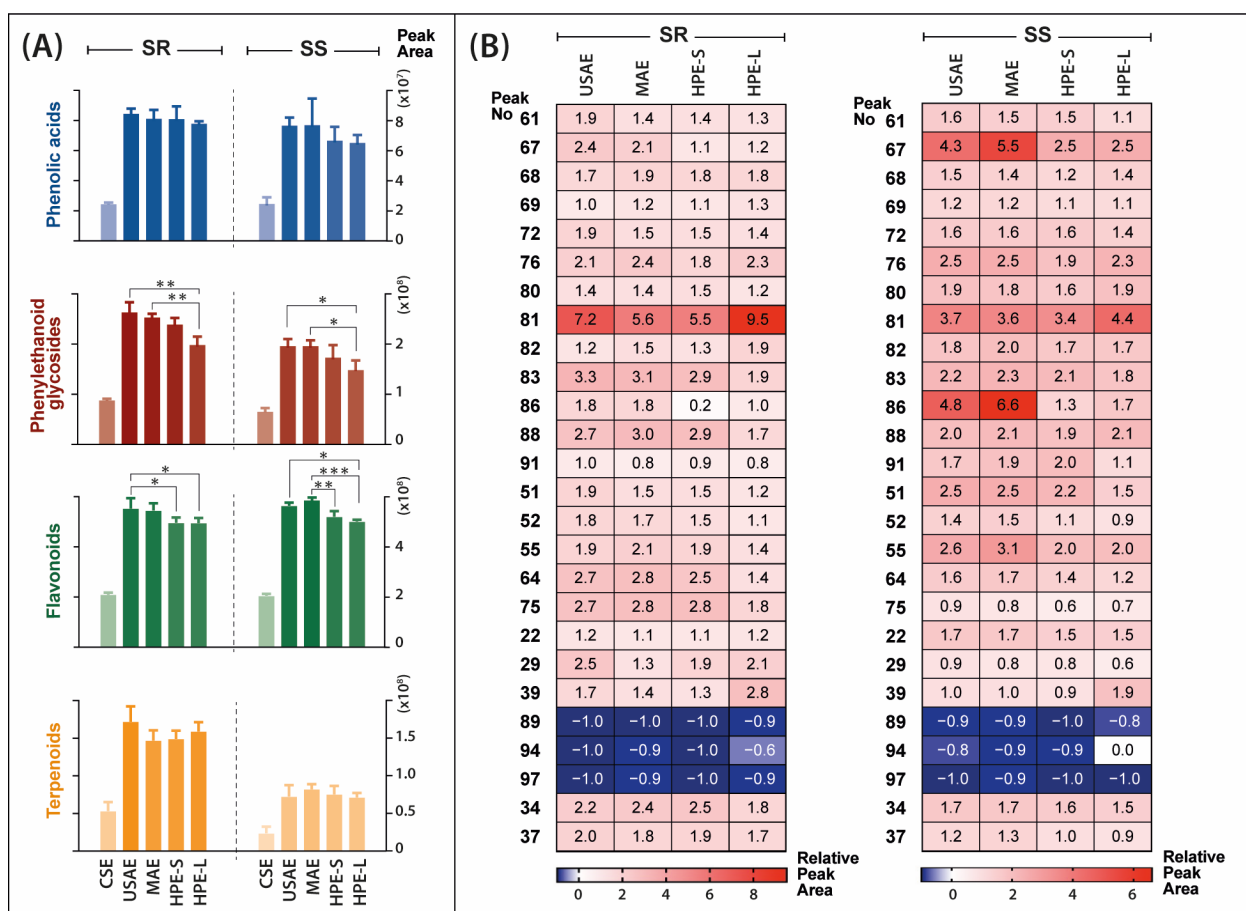 (A)
SR
SS
Peak
Area
Phenolic acids
(x10⁷)
8
6
4
2
0
Phenylethanoid
glycosides
**
**
*
*
(x10⁸)
2
1
0
Flavonoids
*
*
*
***
**
(x10⁸)
4
2
0
Terpenoids
(x10⁸)
1.5
1.0
0.5
0
CSE
USAE
MAE
HPE-S
HPE-L
CSE
USAE
MAE
HPE-S
HPE-L
(B)
SR
USAE MAE HPE-S HPE-L
Peak
No
61 1.9 1.4 1.4 1.3
67 2.4 2.1 1.1 1.2
68 1.7 1.9 1.8 1.8
69 1.0 1.2 1.1 1.3
72 1.9 1.5 1.5 1.4
76 2.1 2.4 1.8 2.3
80 1.4 1.4 1.5 1.2
81 7.2 5.6 5.5 9.5
82 1.2 1.5 1.3 1.9
83 3.3 3.1 2.9 1.9
86 1.8 1.8 0.2 1.0
88 2.7 3.0 2.9 1.7
91 1.0 0.8 0.9 0.8
51 1.9 1.5 1.5 1.2
52 1.8 1.7 1.5 1.1
55 1.9 2.1 1.9 1.4
64 2.7 2.8 2.5 1.4
75 2.7 2.8 2.8 1.8
22 1.2 1.1 1.1 1.2
29 2.5 1.3 1.9 2.1
39 1.7 1.4 1.3 2.8
89 −1.0 −1.0 −1.0 −0.9
94 −1.0 −0.9 −1.0 −0.6
97 −1.0 −0.9 −1.0 −0.9
34 2.2 2.4 2.5 1.8
37 2.0 1.8 1.9 1.7
0 2 4 6 8
Relative
Peak
Area
SS
USAE MAE HPE-S HPE-L
Peak
No
61 1.6 1.5 1.5 1.1
67 4.3 5.5 2.5 2.5
68 1.5 1.4 1.2 1.4
69 1.2 1.2 1.1 1.1
72 1.6 1.6 1.6 1.4
76 2.5 2.5 1.9 2.3
80 1.9 1.8 1.6 1.9
81 3.7 3.6 3.4 4.4
82 1.8 2.0 1.7 1.7
83 2.2 2.3 2.1 1.8
86 4.8 6.6 1.3 1.7
88 2.0 2.1 1.9 2.1
91 1.7 1.9 2.0 1.1
51 2.5 2.5 2.2 1.5
52 1.4 1.5 1.1 0.9
55 2.6 3.1 2.0 2.0
64 1.6 1.7 1.4 1.2
75 0.9 0.8 0.6 0.7
22 1.7 1.7 1.5 1.5
29 0.9 0.8 0.8 0.6
39 1.0 1.0 0.9 1.9
89 −0.9 −0.9 −1.0 −0.8
94 −0.8 −0.9 −0.9 0.0
97 −1.0 −0.9 −1.0 −1.0
34 1.7 1.7 1.6 1.5
37 1.2 1.3 1.0 0.9
0 2 4 6
Relative
Peak
Area